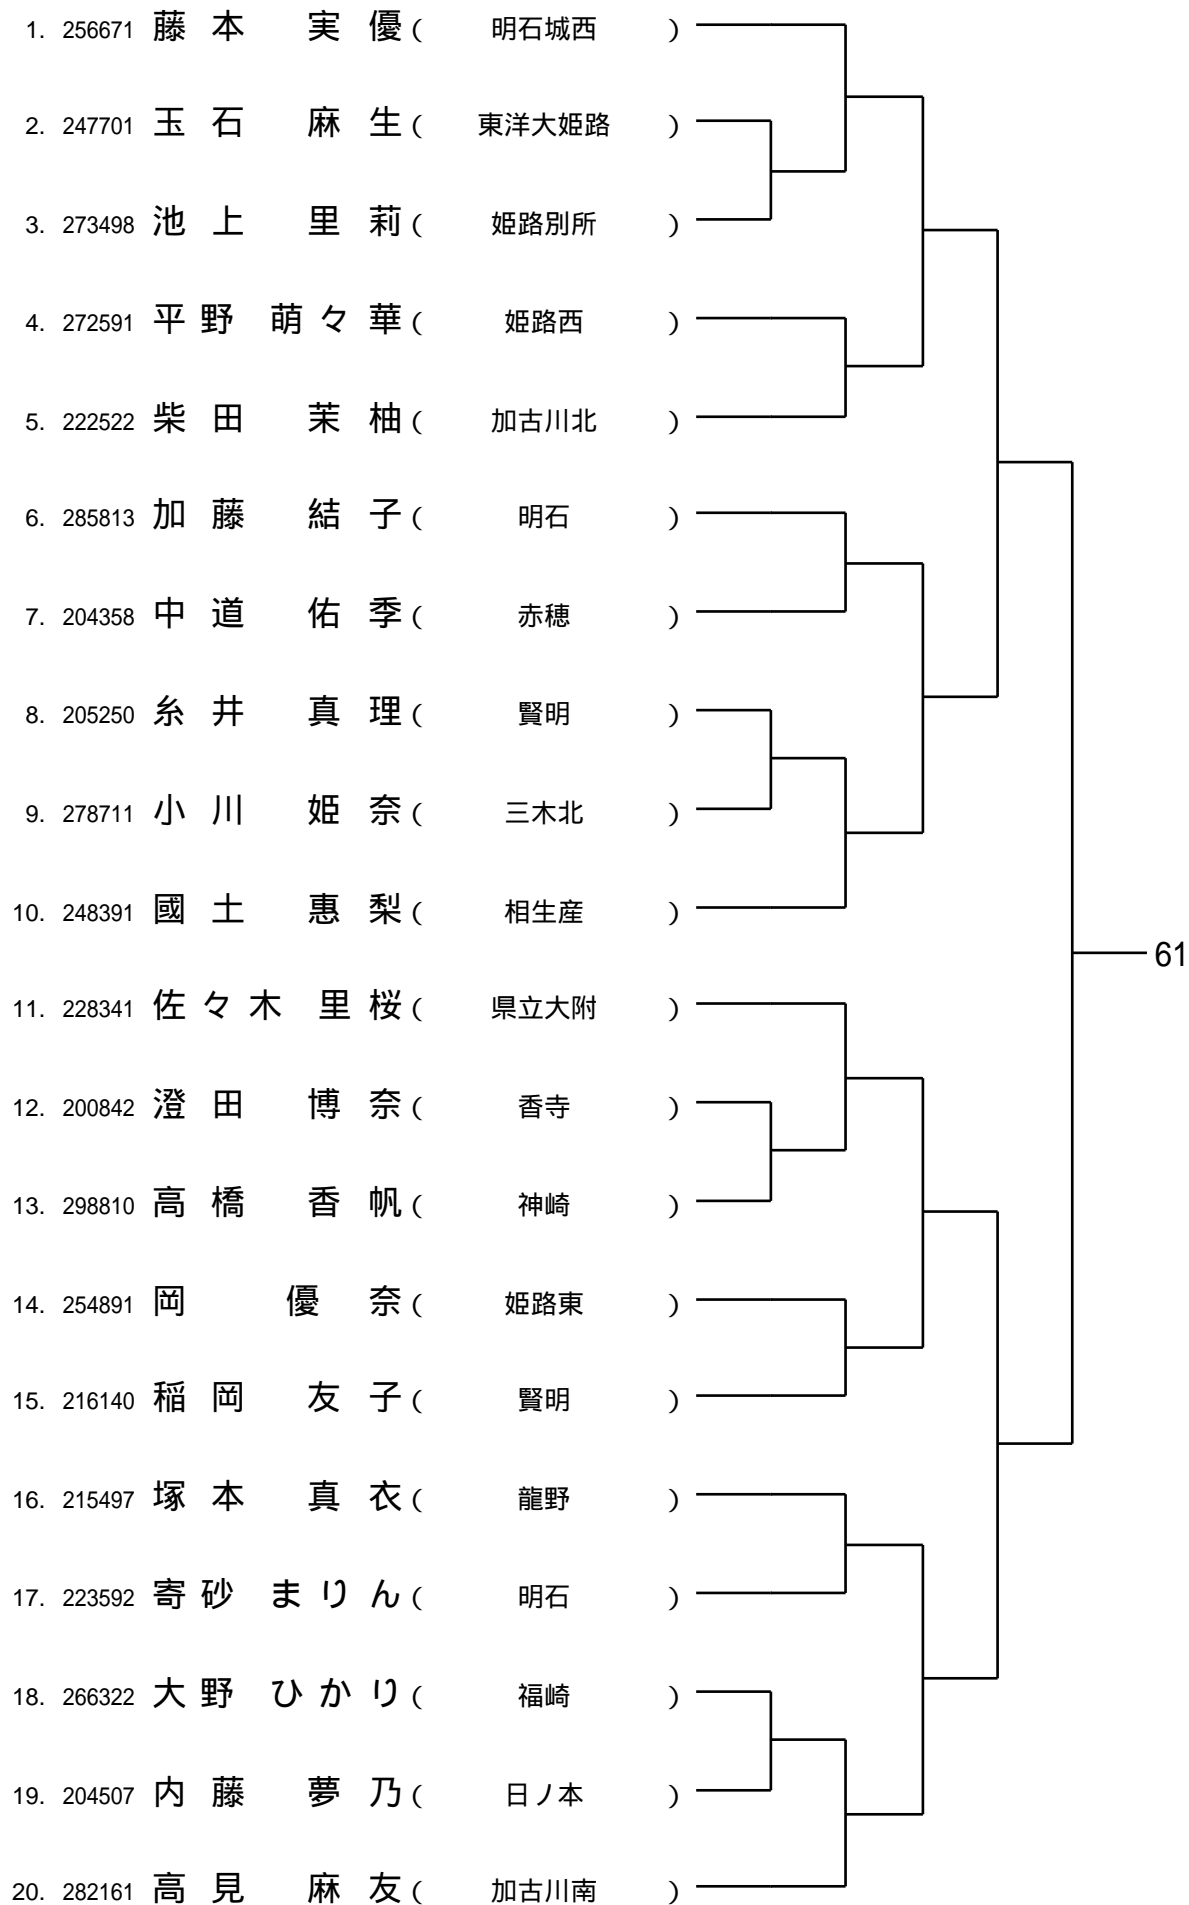 1. 256671 藤本 実優( 明石城西 )
2. 247701 玉石 麻生( 東洋大姫路 )
3. 273498 池上 里莉( 姫路別所 )
4. 272591 平野 萌々華( 姫路西 )
5. 222522 柴田 茉柚( 加古川北 )
6. 285813 加藤 結子( 明石 )
7. 204358 中道 佑季( 赤穂 )
8. 205250 糸井 真理( 賢明 )
9. 278711 小川 姫奈( 三木北 )
10. 248391 國土 惠梨( 相生産 )
61
11. 228341 佐々木 里桜( 県立大附 )
12. 200842 澄田 博奈( 香寺 )
13. 298810 高橋 香帆( 神崎 )
14. 254891 岡 優奈( 姫路東 )
15. 216140 稲岡 友子( 賢明 )
16. 215497 塚本 真衣( 龍野 )
17. 223592 寄砂 まりん( 明石 )
18. 266322 大野 ひかり( 福崎 )
19. 204507 内藤 夢乃( 日ノ本 )
20. 282161 高見 麻友( 加古川南 )